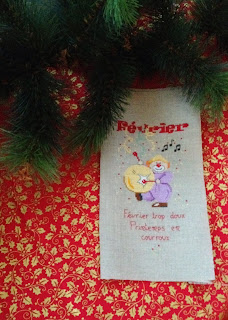 Février
Février trop doux
Printemps en
courroux